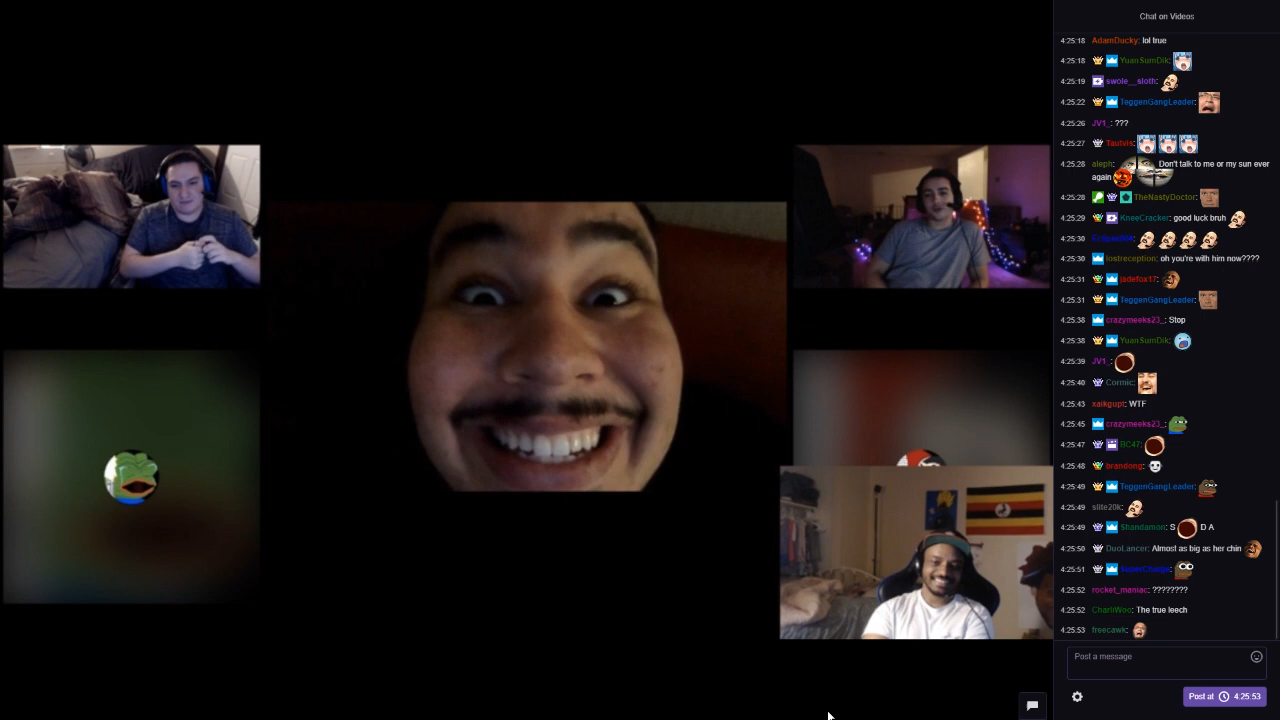 Chat on Videos
4:25:18 AdamDucky: lol true
4:25:18 YuanSumDik:
4:25:19 swole__sloth:
4:25:22 TeggenGangLeader:
4:25:26 JV1_: ???
4:25:27 Tautvis:
4:25:28 aleph: Don't talk to me or my sun ever
again
4:25:28 TheNastyDoctor:
4:25:29 KneeCracker: good luck bruh
4:25:30
4:25:30 lostreception: oh you're with him now????
4:25:31 jadefox17:
4:25:31 TeggenGangLeader:
4:25:38 crazymeeks23_: Stop
4:25:38 YuanSumDik:
4:25:39 JV1_:
4:25:40 Cormic:
4:25:43 xaikgupt: WTF
4:25:45 crazymeeks23_:
4:25:47 BC47:
4:25:48 brandong:
4:25:49 TeggenGangLeader:
4:25:49 slite20k:
4:25:49 Shandamon: S D A
4:25:50 DuoLancer: Almost as big as her chin
4:25:51
4:25:52 rocket_maniac: ????????
4:25:52 CharliWoo: The true leech
4:25:53 freecawk:
Post a message
Post at 4:25:53